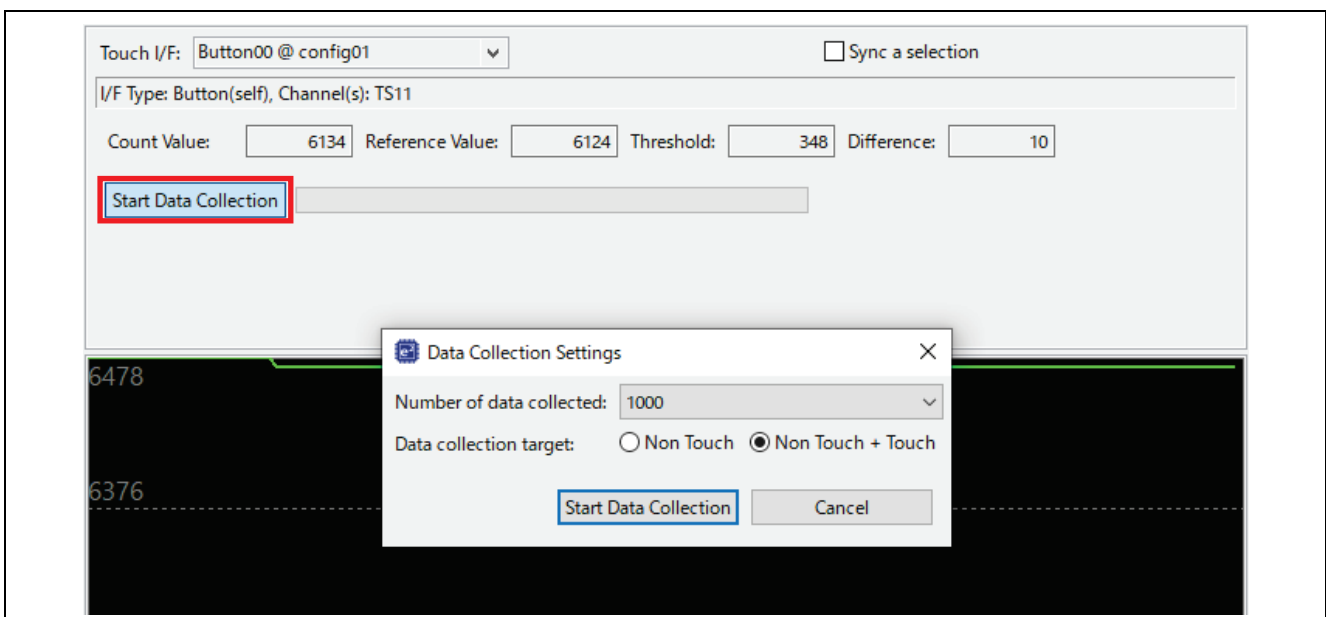 Touch I/F: Button00 @ config01 Sync a selection
I/F Type: Button(self), Channel(s): TS11
Count Value: 6134 Reference Value: 6124 Threshold: 348 Difference: 10
Start Data Collection
Data Collection Settings
6478
Number of data collected: 1000
Data collection target: Non Touch Non Touch + Touch
6376
Start Data Collection Cancel